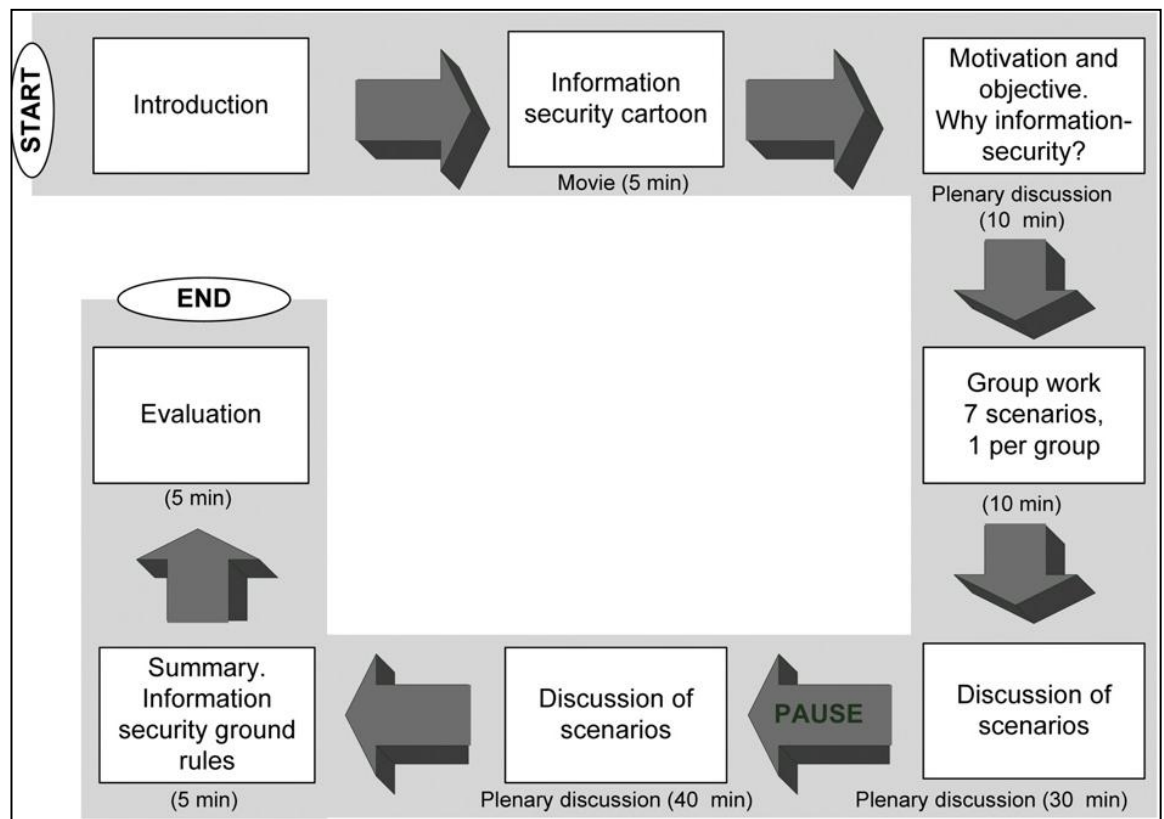 START
Introduction
Information
security cartoon
Movie (5 min)
Motivation and
objective.
Why information-
security?
Plenary discussion
(10 min)
Group work
7 scenarios,
1 per group
(10 min)
Discussion of
scenarios
Plenary discussion (30 min)
PAUSE
Discussion of
scenarios
Plenary discussion (40 min)
Summary.
Information
security ground
rules
(5 min)
Evaluation
(5 min)
END